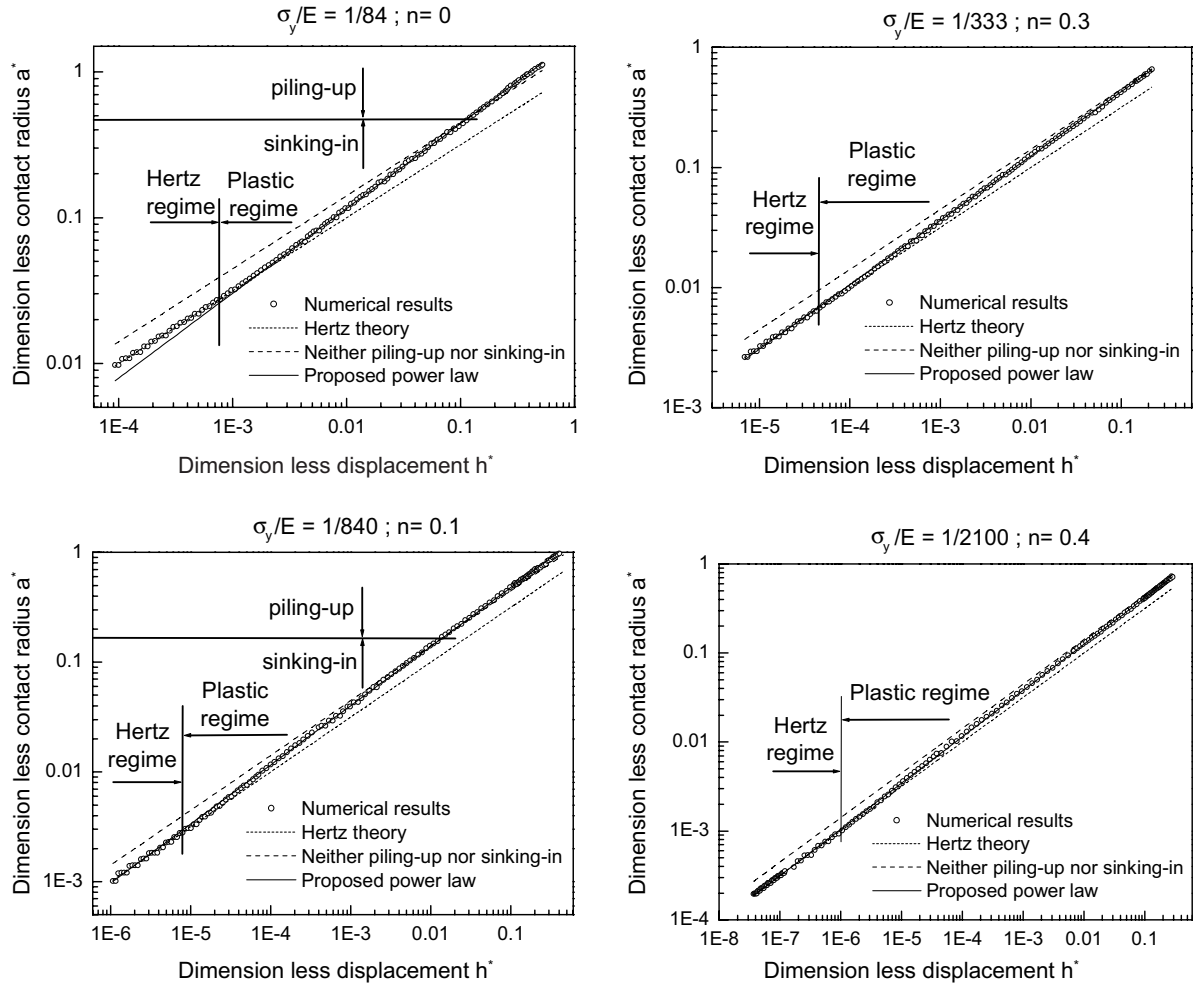 σy/E = 1/84 ; n= 0
Dimension less contact radius a*
1
0.1
0.01
piling-up
sinking-in
Hertz regime
Plastic regime
Numerical results
Hertz theory
Neither piling-up nor sinking-in
Proposed power law
1E-4 1E-3 0.01 0.1 1
Dimension less displacement h*
σy/E = 1/333 ; n= 0.3
Dimension less contact radius a*
1
0.1
0.01
1E-3
Plastic regime
Hertz regime
Numerical results
Hertz theory
Neither piling-up nor sinking-in
Proposed power law
1E-5 1E-4 1E-3 0.01 0.1
Dimension less displacement h*
σy/E = 1/840 ; n= 0.1
Dimension less contact radius a*
1
0.1
0.01
1E-3
piling-up
sinking-in
Plastic regime
Hertz regime
Numerical results
Hertz theory
Neither piling-up nor sinking-in
Proposed power law
1E-6 1E-5 1E-4 1E-3 0.01 0.1
Dimension less displacement h*
σy/E = 1/2100 ; n= 0.4
Dimension less contact radius a*
1
0.1
0.01
1E-3
1E-4
Plastic regime
Hertz regime
Numerical results
Hertz theory
Neither piling-up nor sinking-in
Proposed power law
1E-8 1E-7 1E-6 1E-5 1E-4 1E-3 0.01 0.1
Dimension less displacement h*